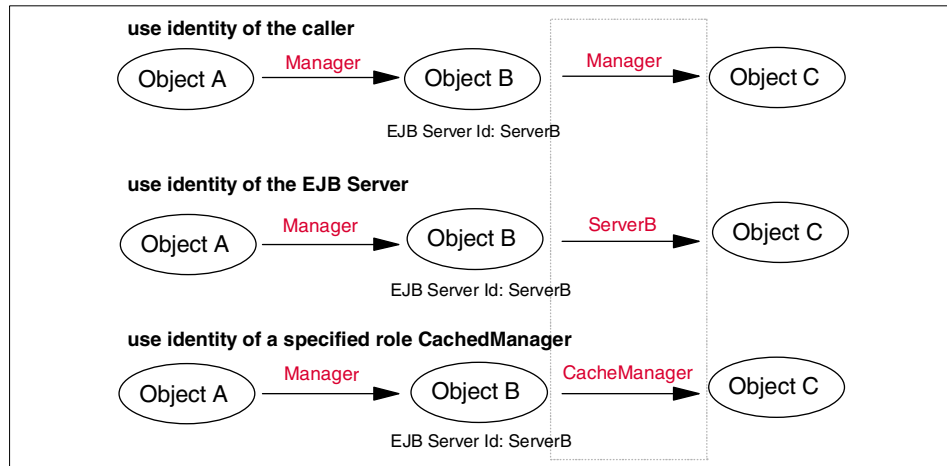 use identity of the caller
Object A
Manager
Object B
Manager
Object C
EJB Server Id: ServerB
use identity of the EJB Server
Object A
Manager
Object B
ServerB
Object C
EJB Server Id: ServerB
use identity of a specified role CachedManager
Object A
Manager
Object B
CacheManager
Object C
EJB Server Id: ServerB